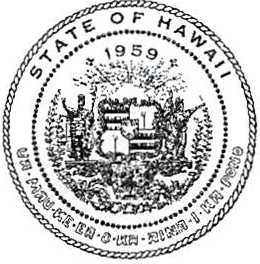 STATE OF HAWAII
1959
UA MAU KE EA O KA AINA I KA PONO